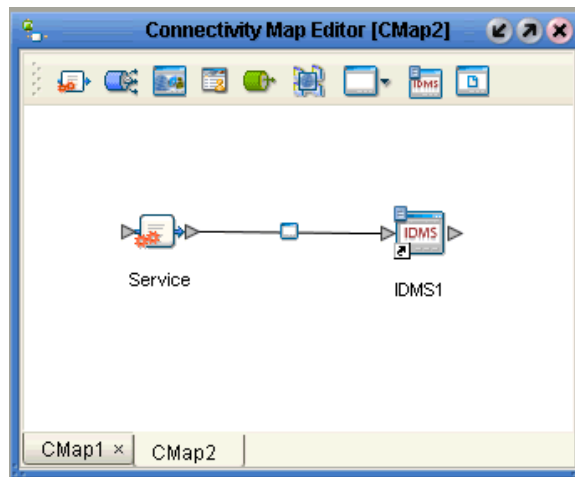 Connectivity Map Editor [CMap2]
IDMS
IDMS
Service
IDMS1
CMap1 ×
CMap2